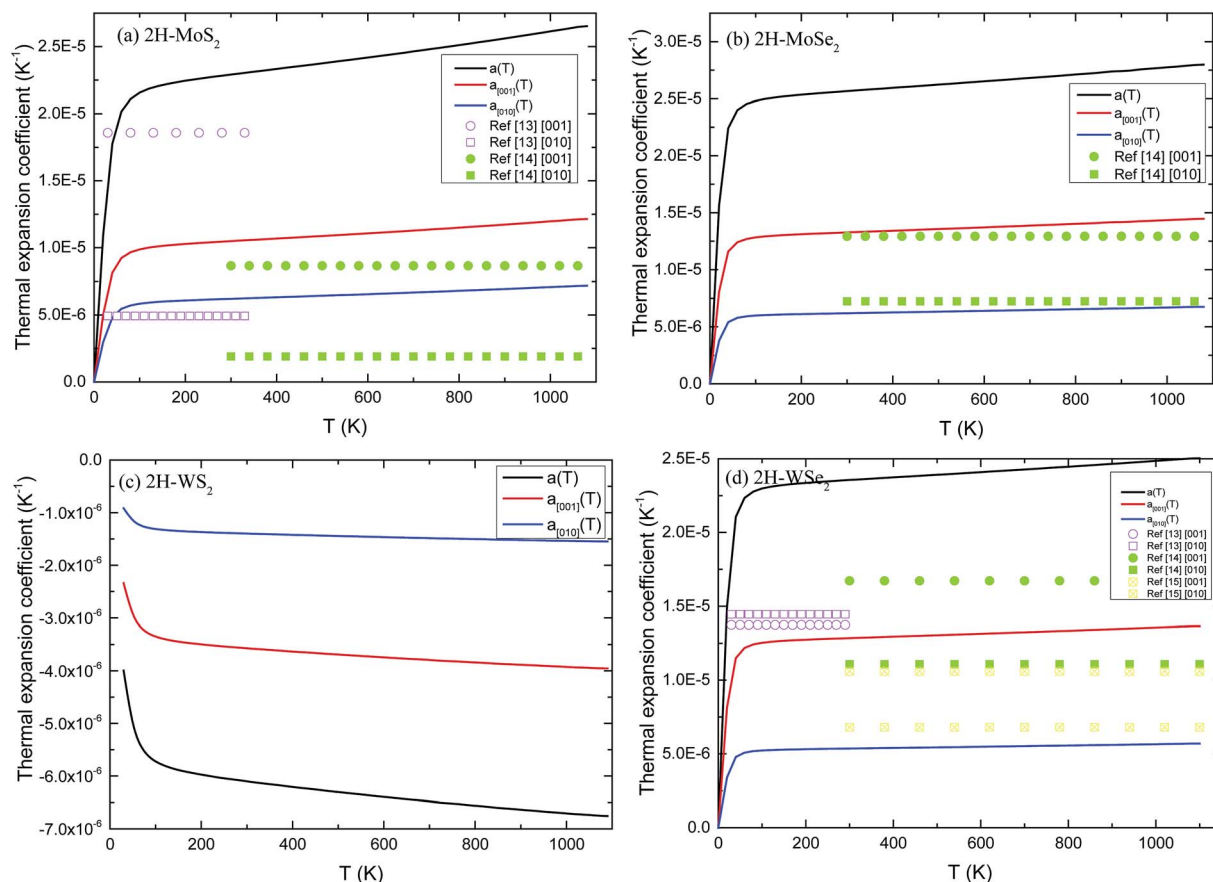 (a) 2H-MoS₂
Thermal expansion coefficient (K⁻¹)
2.5E-5
2.0E-5
1.5E-5
1.0E-5
5.0E-6
0.0
a(T)
a[001](T)
a[010](T)
Ref [13] [001]
Ref [13] [010]
Ref [14] [001]
Ref [14] [010]
0 200 400 600 800 1000
T (K)
(b) 2H-MoSe₂
Thermal expansion coefficient (K⁻¹)
3.0E-5
2.5E-5
2.0E-5
1.5E-5
1.0E-5
5.0E-6
0.0
a(T)
a[001](T)
a[010](T)
Ref [14] [001]
Ref [14] [010]
0 200 400 600 800 1000
T (K)
(c) 2H-WS₂
Thermal expansion coefficient (K⁻¹)
0.0
-1.0x10⁻⁶
-2.0x10⁻⁶
-3.0x10⁻⁶
-4.0x10⁻⁶
-5.0x10⁻⁶
-6.0x10⁻⁶
-7.0x10⁻⁶
a(T)
a[001](T)
a[010](T)
0 200 400 600 800 1000
T (K)
(d) 2H-WSe₂
Thermal expansion coefficient (K⁻¹)
2.5E-5
2.0E-5
1.5E-5
1.0E-5
5.0E-6
0.0
a(T)
a[001](T)
a[010](T)
Ref [13] [001]
Ref [13] [010]
Ref [14] [001]
Ref [14] [010]
Ref [15] [001]
Ref [15] [010]
0 200 400 600 800 1000
T (K)